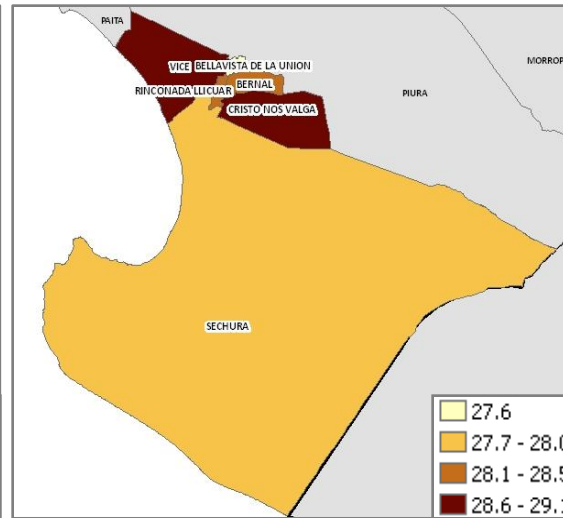 PAITA
MORROP
VICE
BELLAVISTA DE LA UNION
BERNAL
PIURA
RINCONADA LLICUAR
CRISTO NOS VALGA
SECHURA
27.6
27.7 - 28.0
28.1 - 28.5
28.6 - 29.1